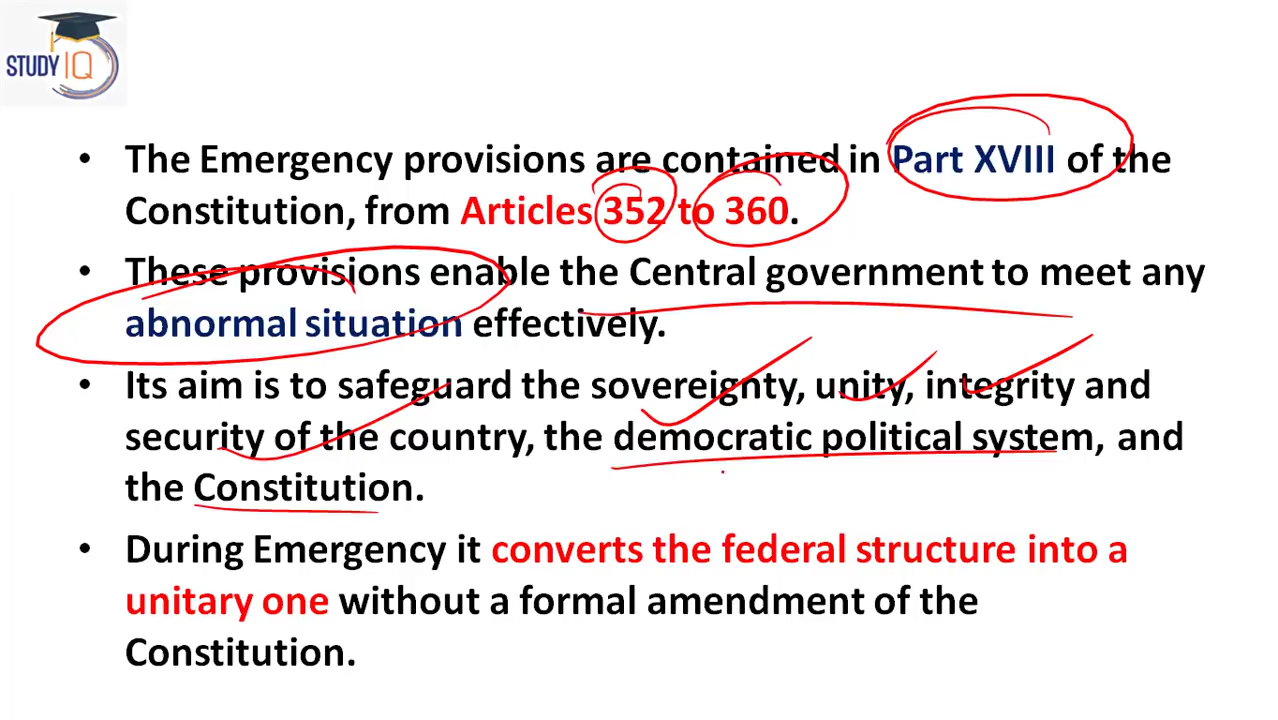 STUDY IQ
• The Emergency provisions are contained in Part XVIII of the
Constitution, from Articles 352 to 360.
• These provisions enable the Central government to meet any
abnormal situation effectively.
• Its aim is to safeguard the sovereignty, unity, integrity and
security of the country, the democratic political system, and
the Constitution.
• During Emergency it converts the federal structure into a
unitary one without a formal amendment of the
Constitution.